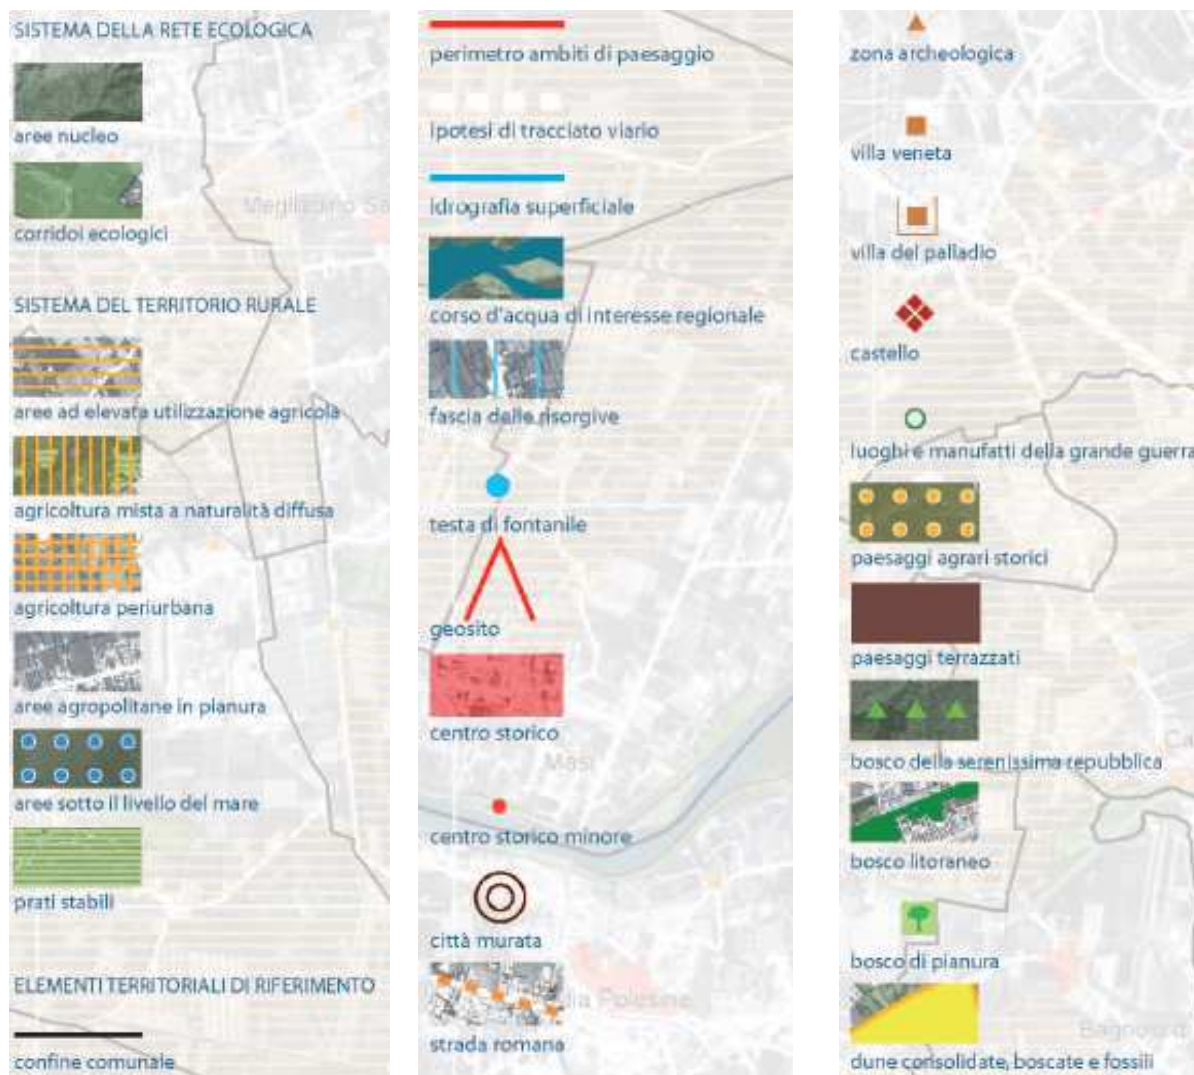 SISTEMA DELLA RETE ECOLOGICA
aree nucleo
corridoi ecologici
SISTEMA DEL TERRITORIO RURALE
aree ad elevata utilizzazione agricola
agricoltura mista a naturalità diffusa
agricoltura periurbana
aree agropolitane in pianura
aree sotto il livello del mare
prati stabili
ELEMENTI TERRITORIALI DI RIFERIMENTO
confine comunale
Megliadino Sa
perimetro ambiti di paesaggio
ipotesi di tracciato viario
idrografia superficiale
corso d'acqua di interesse regionale
fascia delle risorgive
testa di fontanile
geosito
centro storico
Masi
centro storico minore
città murata
dia Polesine
strada romana
zona archeologica
villa veneta
villa del palladio
castello
luoghi e manufatti della grande guerra
paesaggi agrari storici
paesaggi terrazzati
bosco della serenissima repubblica
Ca
bosco litoraneo
bosco di pianura
dune consolidate, boscate e fossili